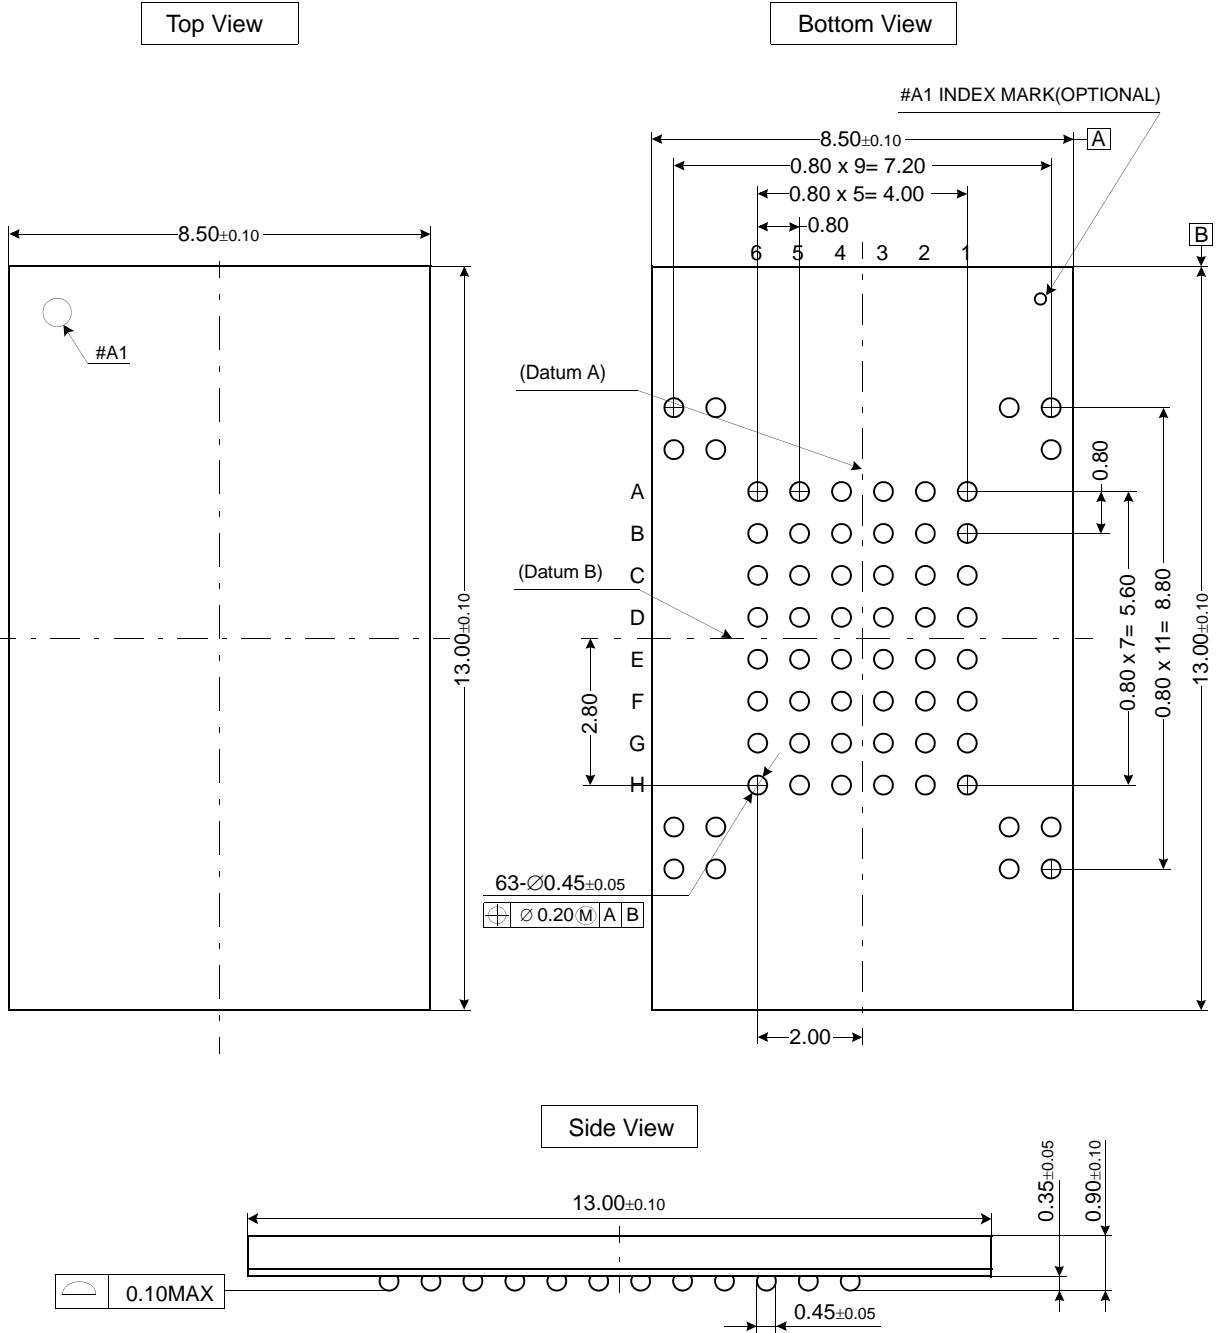 Top View
Bottom View
#A1 INDEX MARK(OPTIONAL)
8.50±0.10
A
0.80 x 9= 7.20
0.80 x 5= 4.00
0.80
B
6 5 4 3 2 1
8.50±0.10
#A1
(Datum A)
0.80
A
B
C
(Datum B)
D
E
F
G
H
13.00±0.10
2.80
0.80 x 7= 5.60
0.80 x 11= 8.80
13.00±0.10
63-∅0.45±0.05
∅ 0.20 Ⓜ A B
2.00
Side View
13.00±0.10
0.35±0.05
0.90±0.10
0.10MAX
0.45±0.05